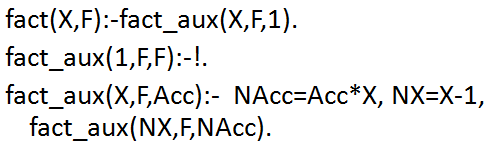 fact(X,F):-fact_aux(X,F,1).
fact_aux(1,F,F):-!.
fact_aux(X,F,Acc):- NAcc=Acc*X, NX=X-1,
fact_aux(NX,F,NAcc).